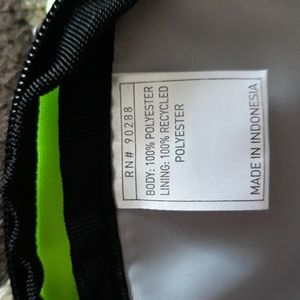 RN# 90288
BODY: 100% POLYESTER
LINING: 100% RECYCLED
POLYESTER
MADE IN INDONESIA